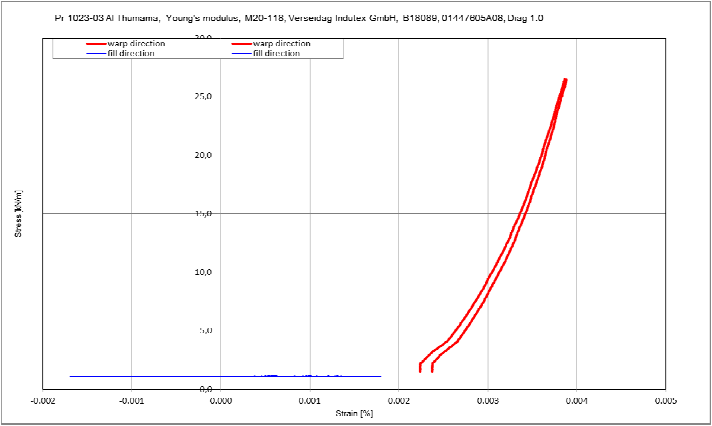 Pr 1023-03 Al Thumama, Young's modulus, M20-118, Verseidag Indutex GmbH, B18089, 01447605A08, Diag 1.0
30,0
warp direction warp direction
fill direction fill direction
25,0
20,0
15,0
10,0
5,0
0,0
Stress [kN/m]
-0.002 -0.001 0.000 0.001 0.002 0.003 0.004 0.005
Strain [%]